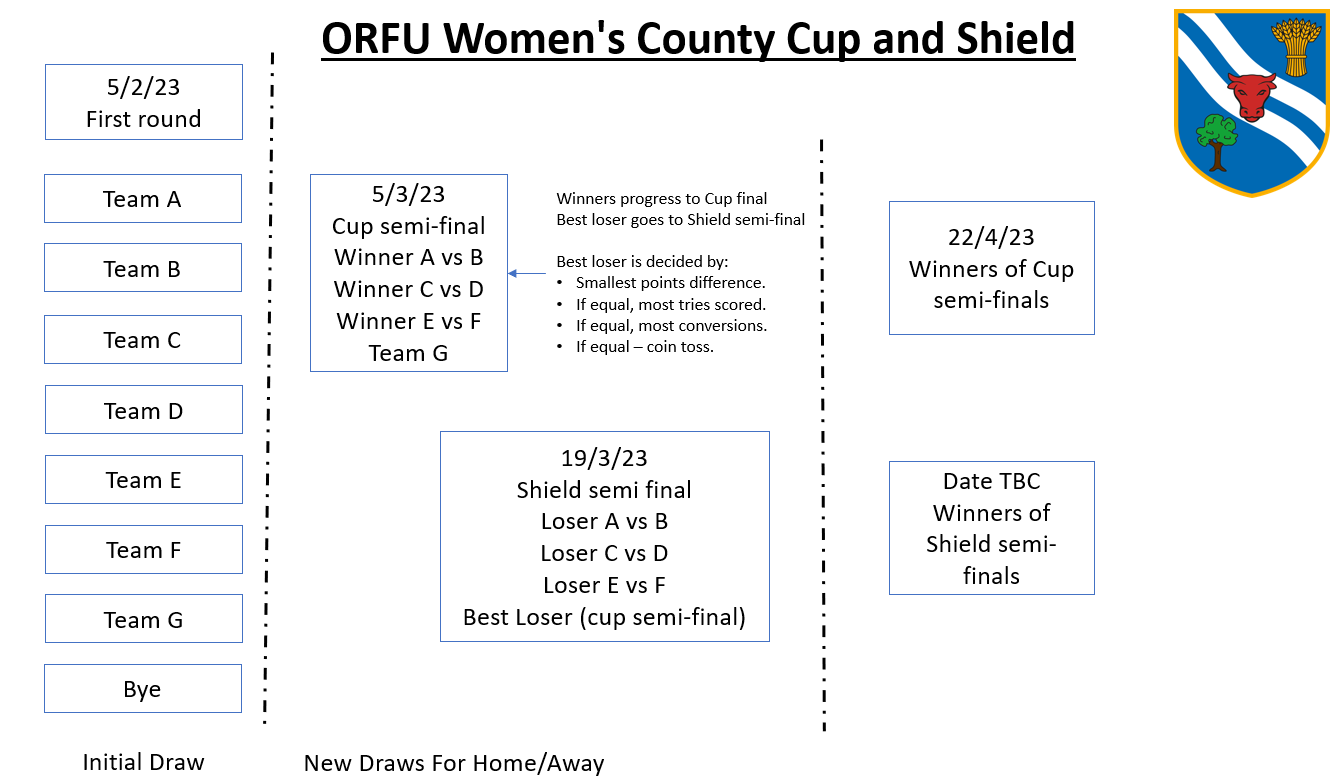 ORFU Women's County Cup and Shield
5/2/23
First round
Team A
Team B
Team C
Team D
Team E
Team F
Team G
Bye
Initial Draw
5/3/23
Cup semi-final
Winner A vs B
Winner C vs D
Winner E vs F
Team G
Winners progress to Cup final
Best loser goes to Shield semi-final
Best loser is decided by:
• Smallest points difference.
• If equal, most tries scored.
• If equal, most conversions.
• If equal – coin toss.
19/3/23
Shield semi final
Loser A vs B
Loser C vs D
Loser E vs F
Best Loser (cup semi-final)
New Draws For Home/Away
22/4/23
Winners of Cup
semi-finals
Date TBC
Winners of
Shield semi-
finals